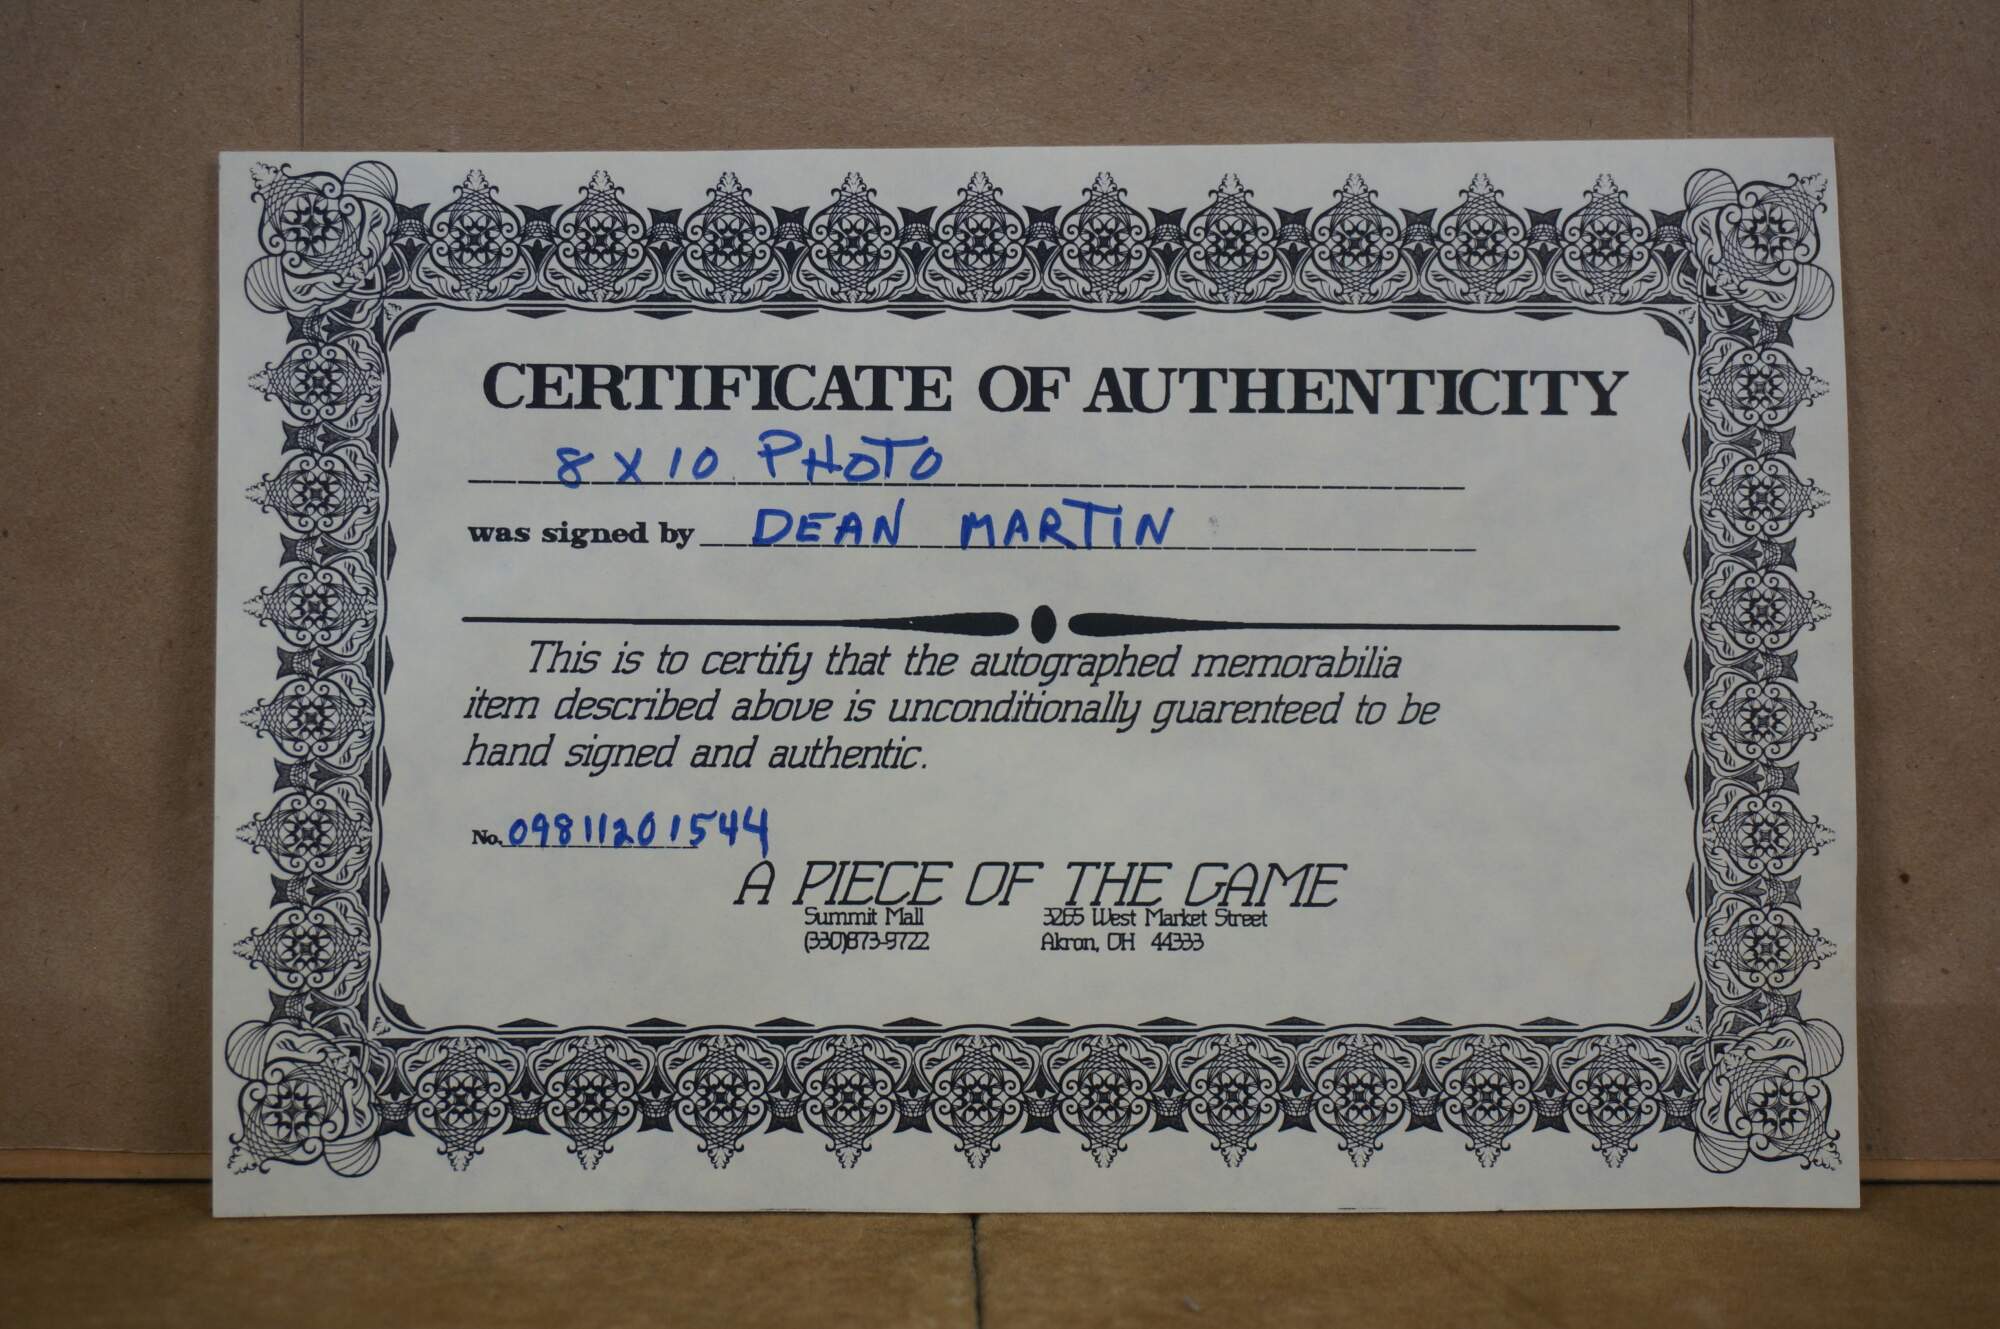 CERTIFICATE OF AUTHENTICITY
8 X 10 PHOTO
was signed by DEAN MARTIN
This is to certify that the autographed memorabilia
item described above is unconditionally guarenteed to be
hand signed and authentic.
No. 09811201544
A PIECE OF THE GAME
Summit Mall 3265 West Market Street
(330)873-9722 Akron, OH 44333